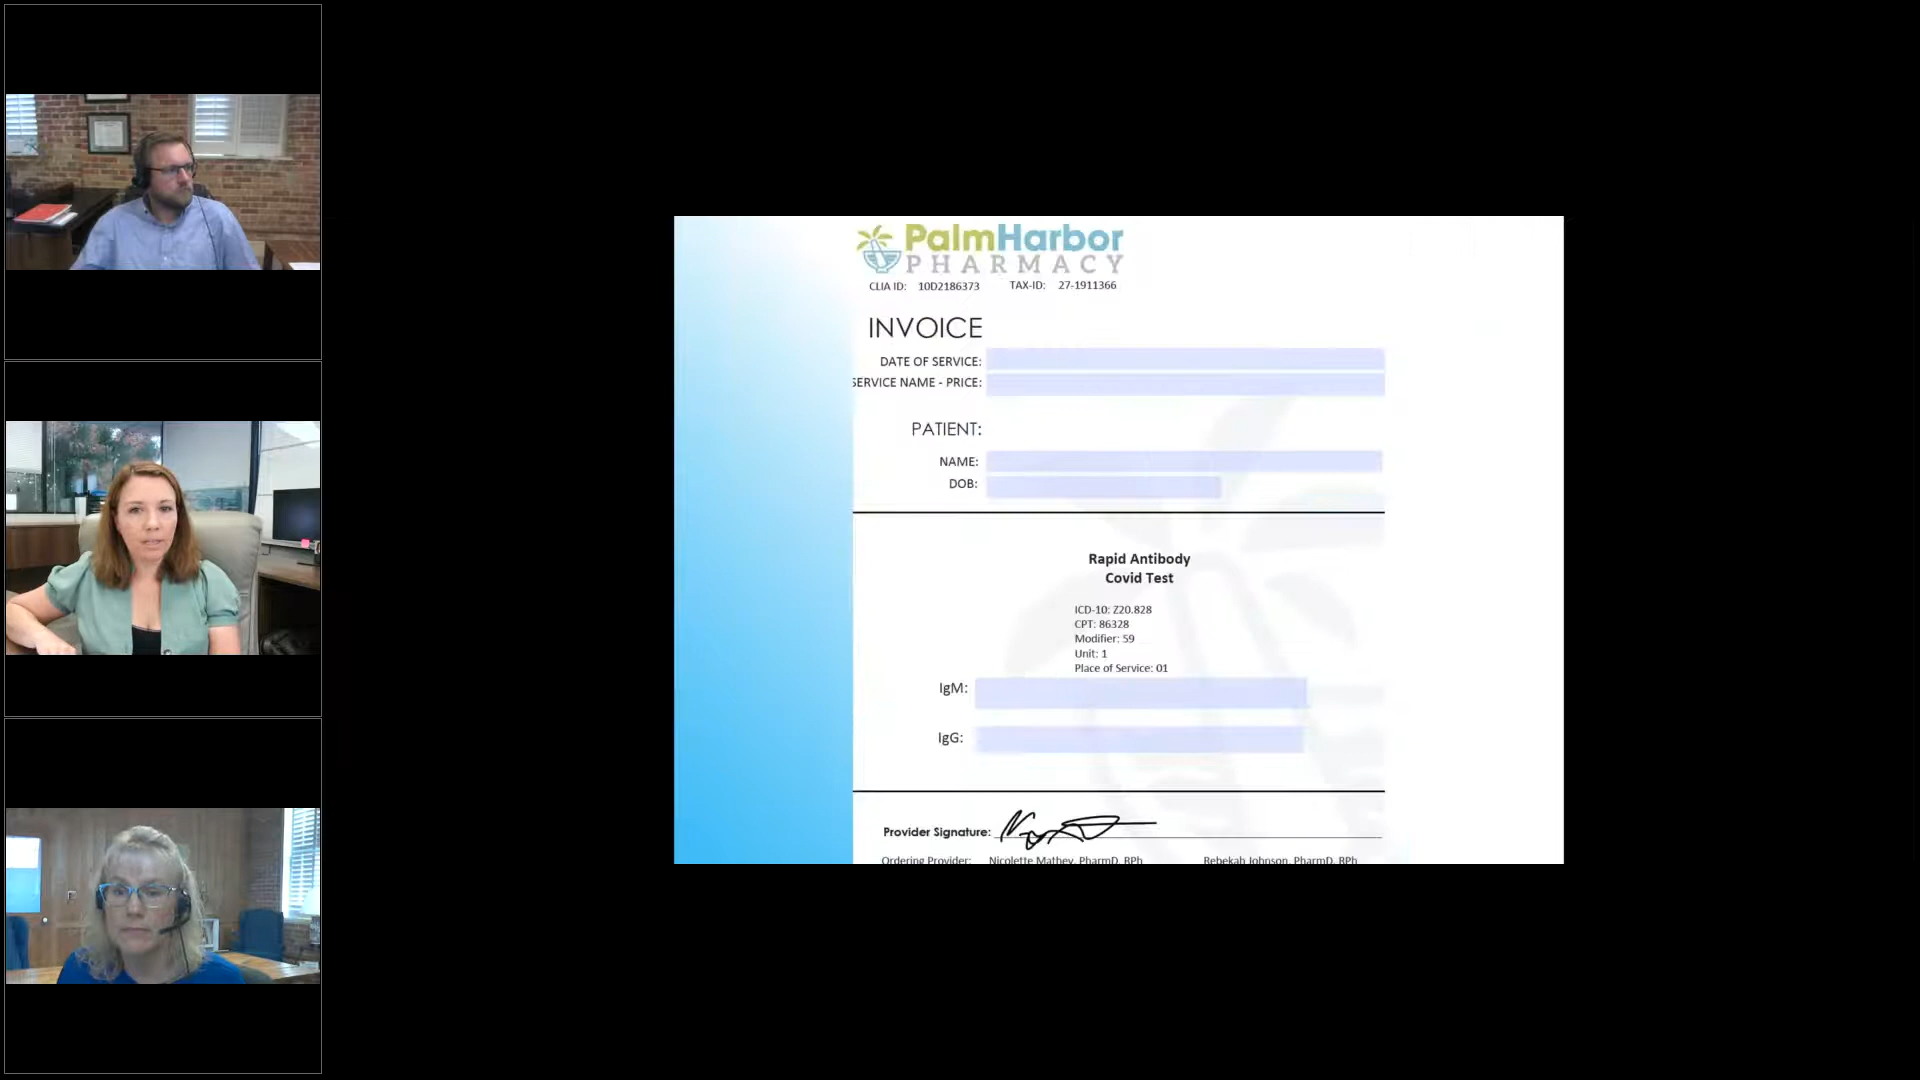 PalmHarbor
PHARMACY
CLIA ID: 10D2186373 TAX-ID: 27-1911366
INVOICE
DATE OF SERVICE:
SERVICE NAME - PRICE:
PATIENT:
NAME:
DOB:
Rapid Antibody
Covid Test
ICD-10: Z20.828
CPT: 86328
Modifier: 59
Unit: 1
Place of Service: 01
IgM:
IgG:
Provider Signature:
Ordering Provider: Nicolette Mathey, PharmD, RPh Rebekah Johnson, PharmD, RPh